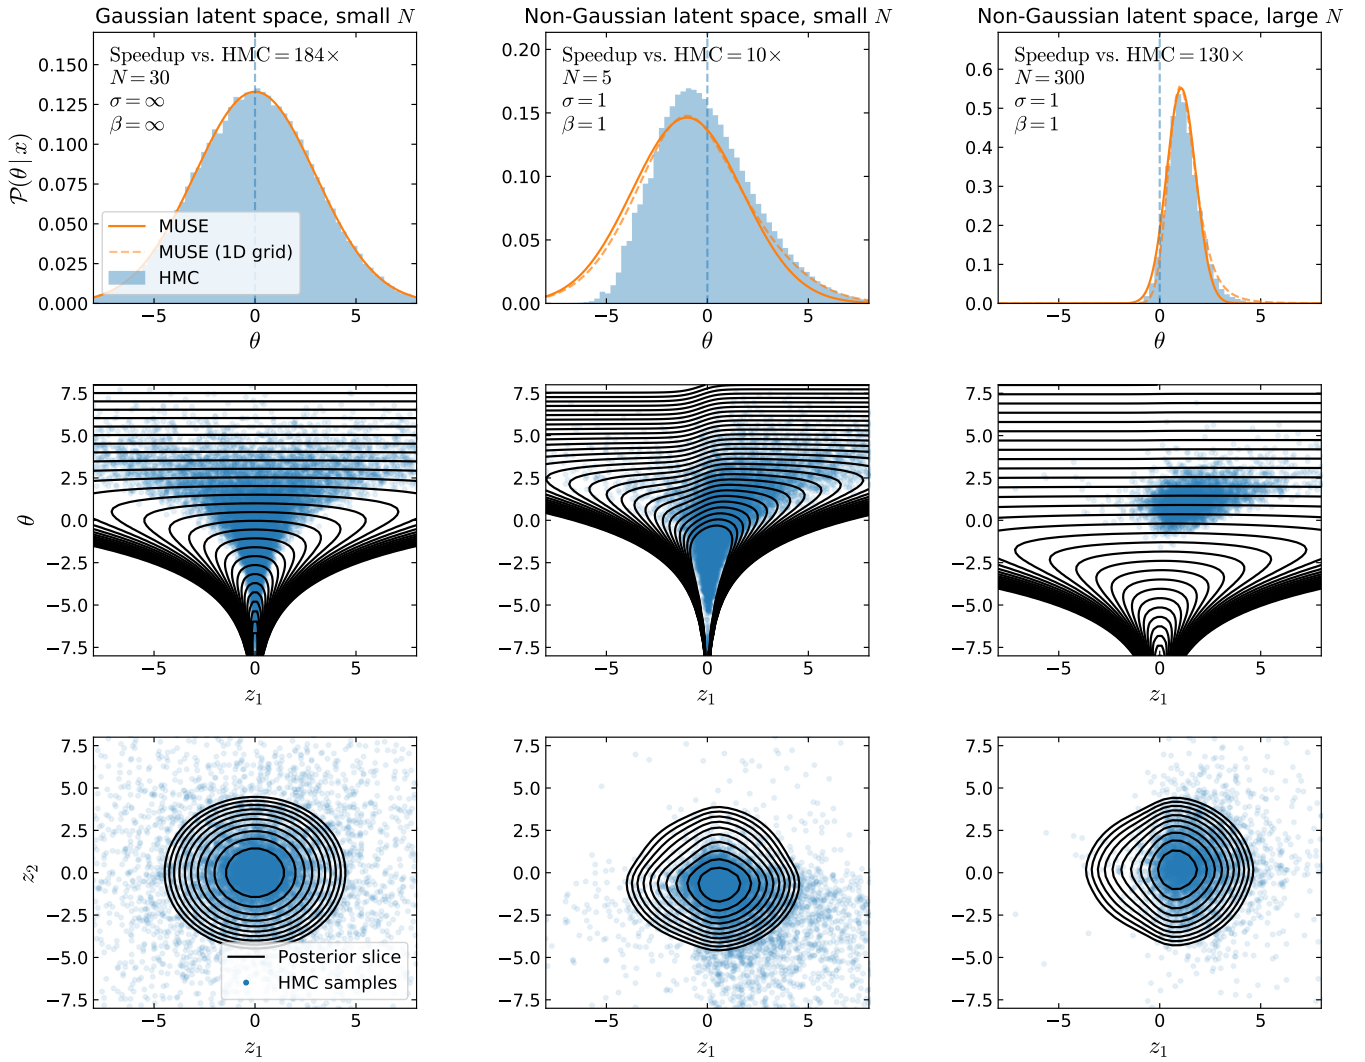 Gaussian latent space, small N
Non-Gaussian latent space, small N
Non-Gaussian latent space, large N
Speedup vs. HMC = 184×
N = 30
σ = ∞
β = ∞
MUSE
MUSE (1D grid)
HMC
P(θ | x)
0.150
0.125
0.100
0.075
0.050
0.025
0.000
−5
0
5
θ
Speedup vs. HMC = 10×
N = 5
σ = 1
β = 1
0.20
0.15
0.10
0.05
0.00
−5
0
5
θ
Speedup vs. HMC = 130×
N = 300
σ = 1
β = 1
0.6
0.5
0.4
0.3
0.2
0.1
0.0
−5
0
5
θ
θ
7.5
5.0
2.5
0.0
−2.5
−5.0
−7.5
−5
0
5
z1
7.5
5.0
2.5
0.0
−2.5
−5.0
−7.5
−5
0
5
z1
7.5
5.0
2.5
0.0
−2.5
−5.0
−7.5
−5
0
5
z1
z2
7.5
5.0
2.5
0.0
−2.5
−5.0
−7.5
Posterior slice
HMC samples
−5
0
5
z1
7.5
5.0
2.5
0.0
−2.5
−5.0
−7.5
−5
0
5
z1
7.5
5.0
2.5
0.0
−2.5
−5.0
−7.5
−5
0
5
z1